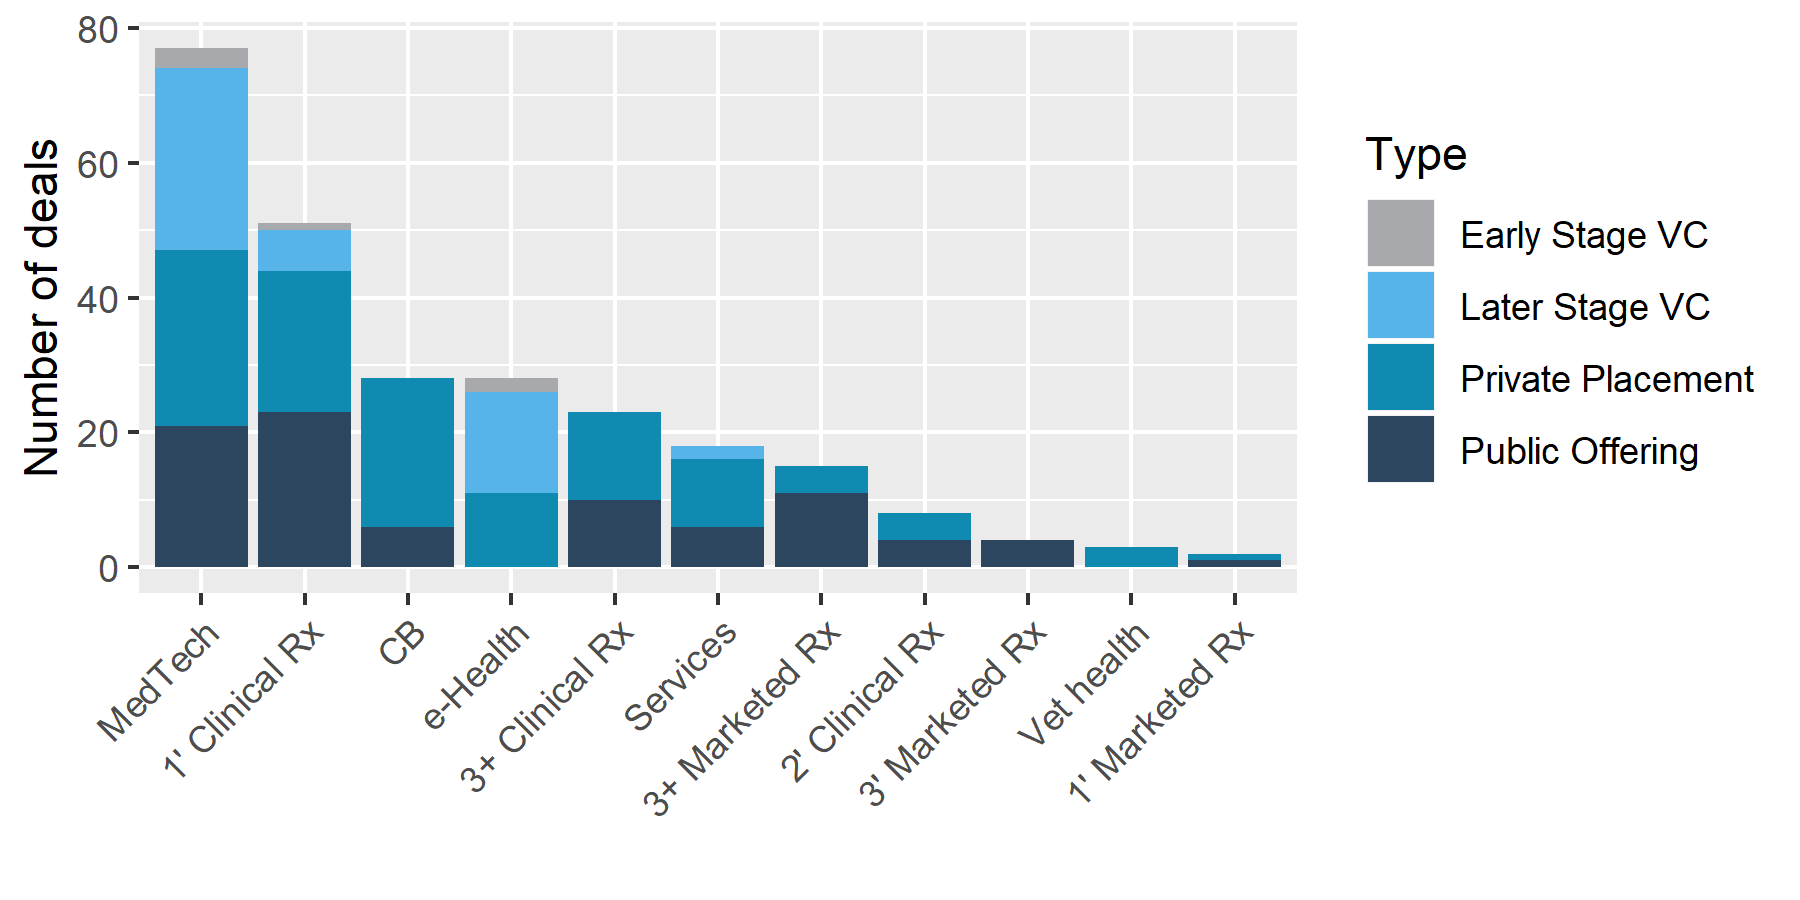 80
60
40
20
0
Number of deals
MedTech
1' Clinical Rx
CB
e-Health
3+ Clinical Rx
Services
3+ Marketed Rx
2' Clinical Rx
3' Marketed Rx
Vet health
1' Marketed Rx
Type
Early Stage VC
Later Stage VC
Private Placement
Public Offering